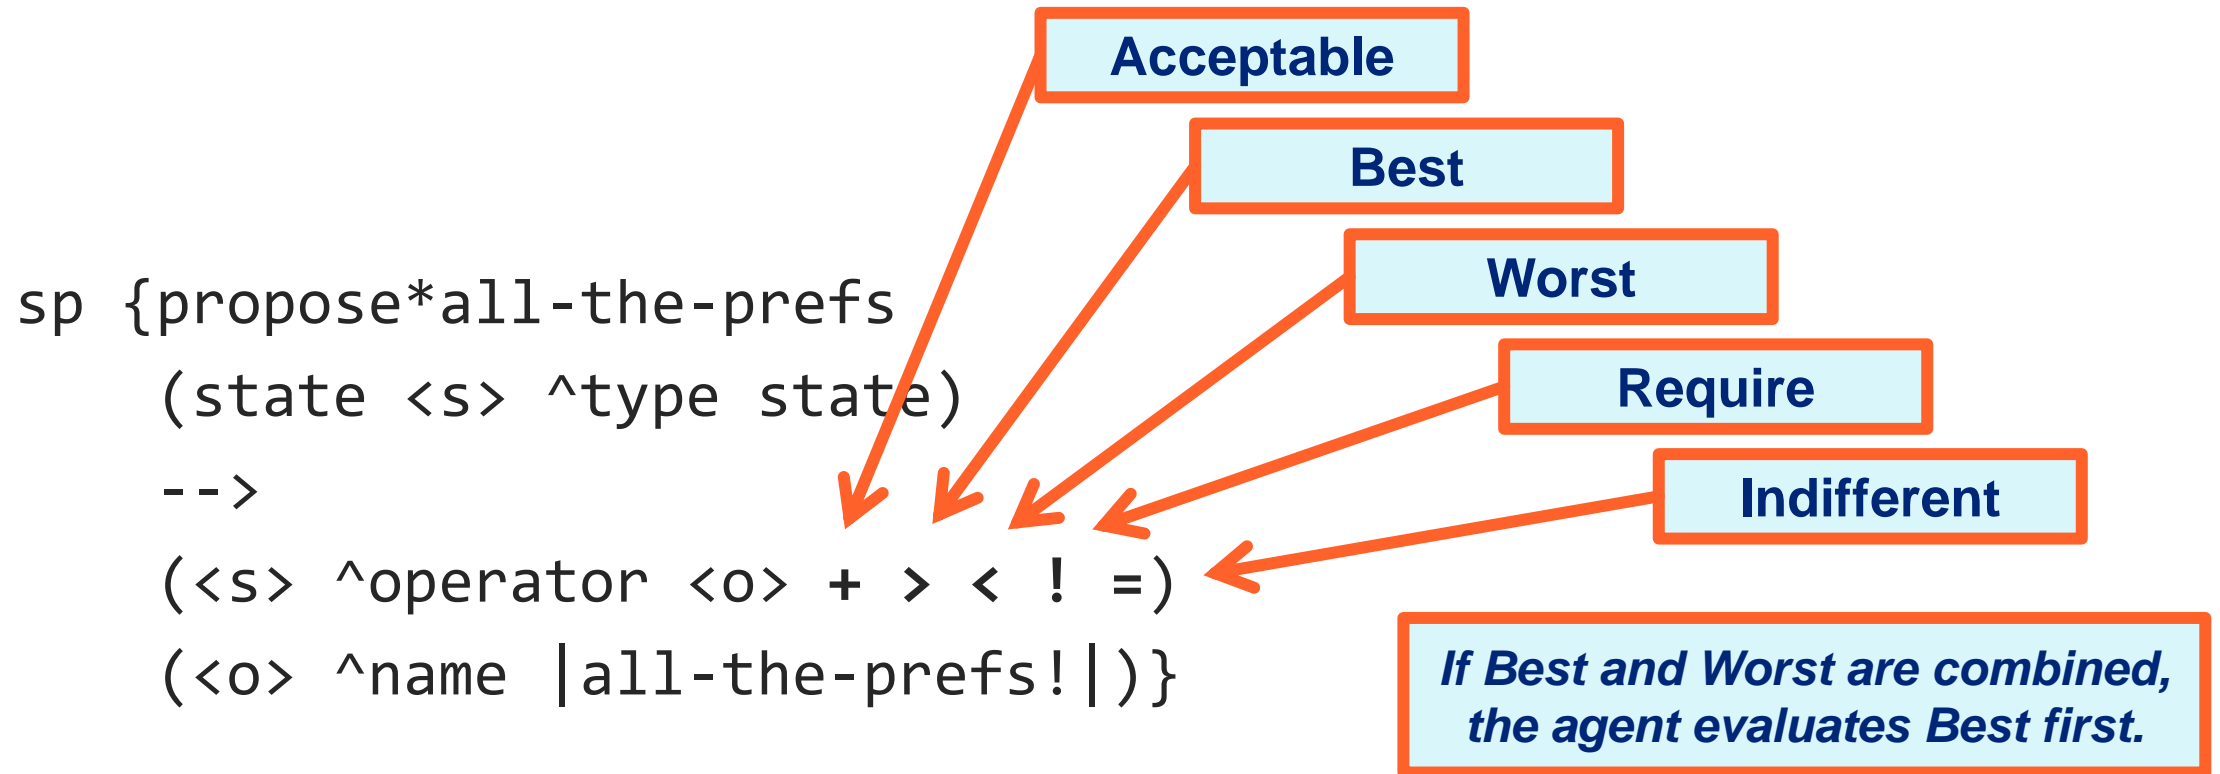 Acceptable
Best
Worst
Require
Indifferent
sp {propose*all-the-prefs
(state <s> ^type state)
-->
(<s> ^operator <o> + > < ! =)
(<o> ^name |all-the-prefs!|)}
If Best and Worst are combined,
the agent evaluates Best first.